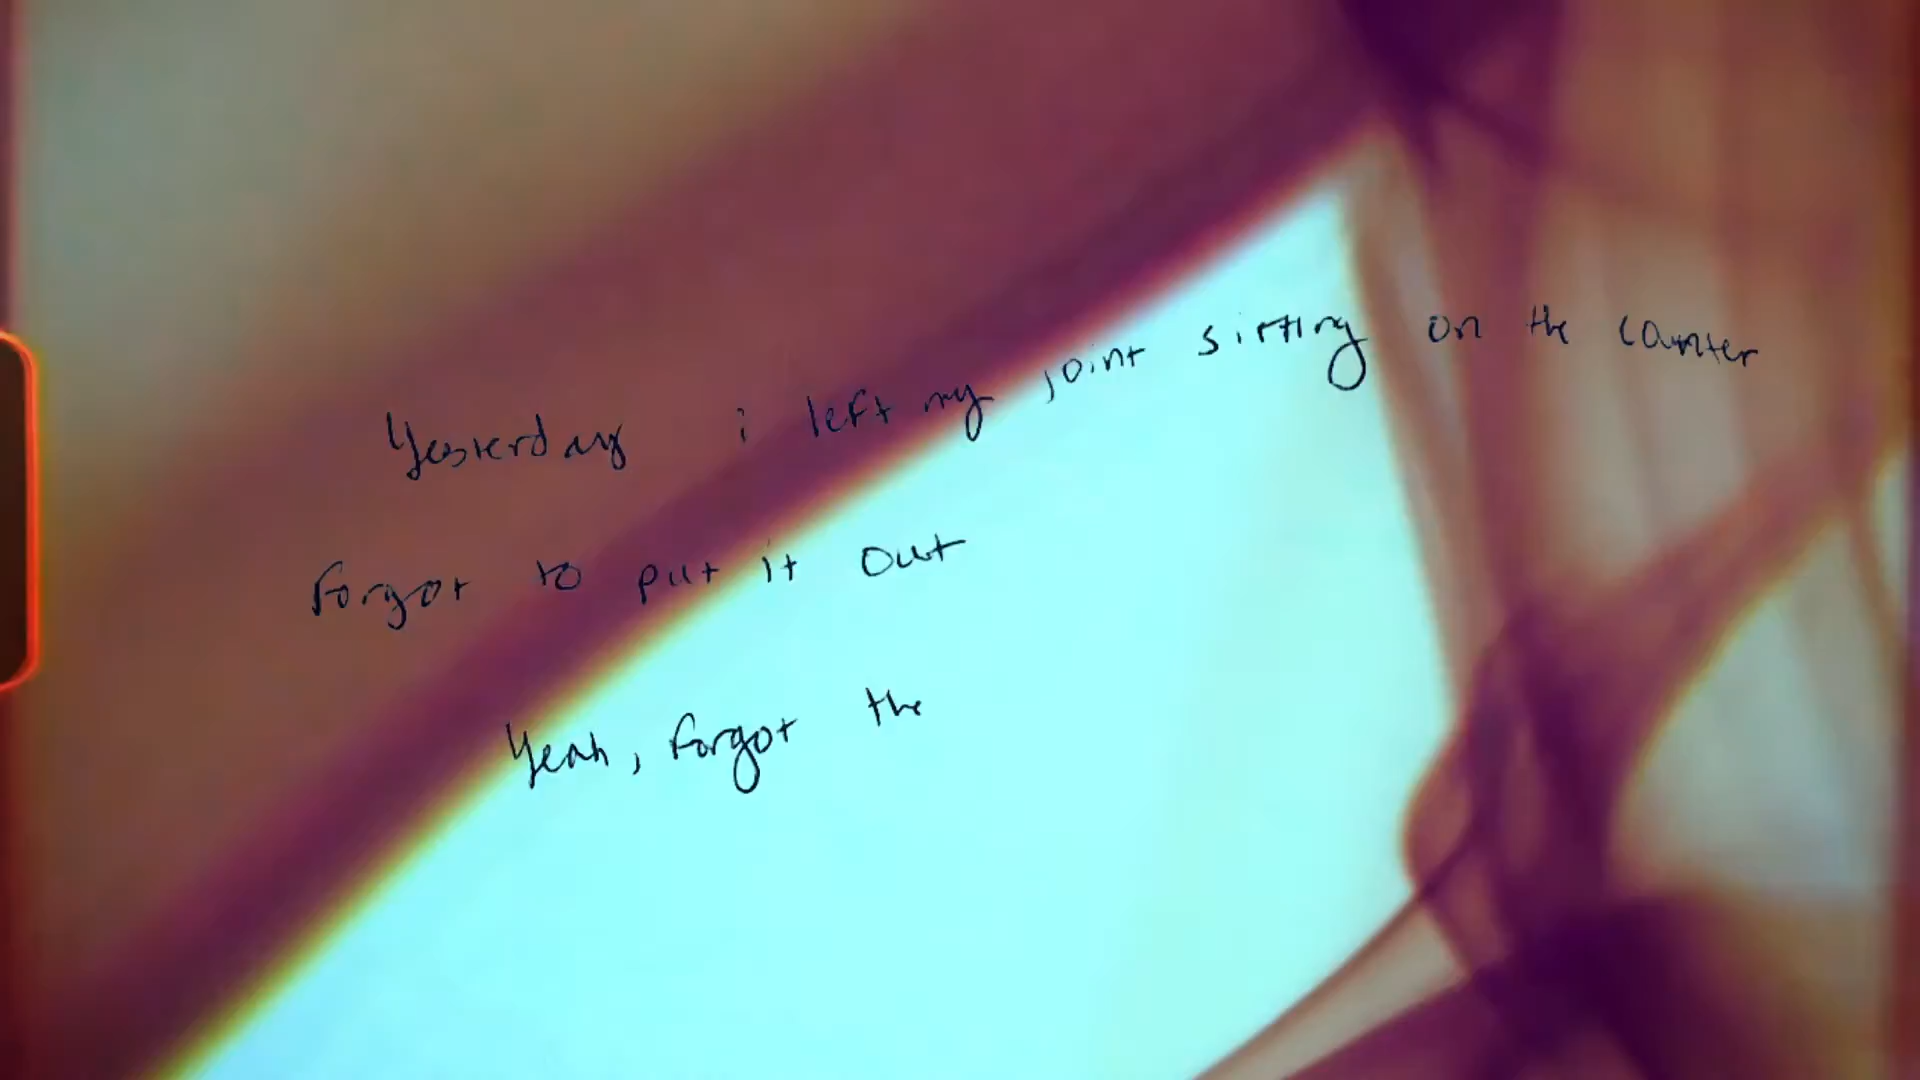 Yesterday i left my joint sitting on the counter
Forgot to put it out
Yeah, forgot the